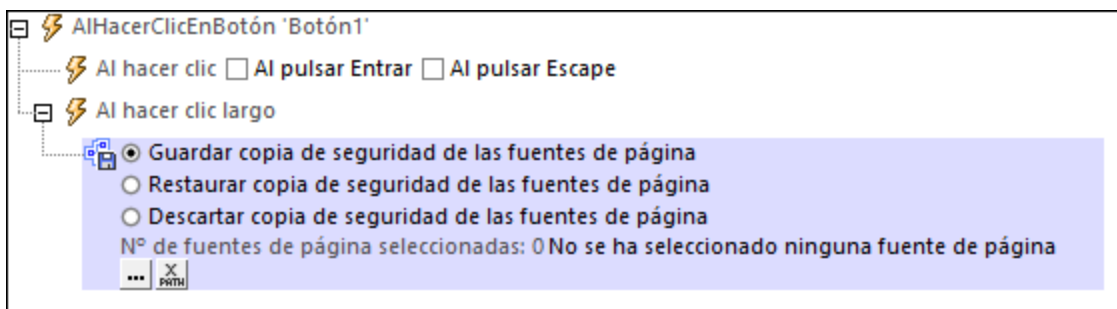 AlHacerClicEnBotón 'Botón1'
Al hacer clic Al pulsar Entrar Al pulsar Escape
Al hacer clic largo
Guardar copia de seguridad de las fuentes de página
Restaurar copia de seguridad de las fuentes de página
Descartar copia de seguridad de las fuentes de página
Nº de fuentes de página seleccionadas: 0 No se ha seleccionado ninguna fuente de página
... X
PATH